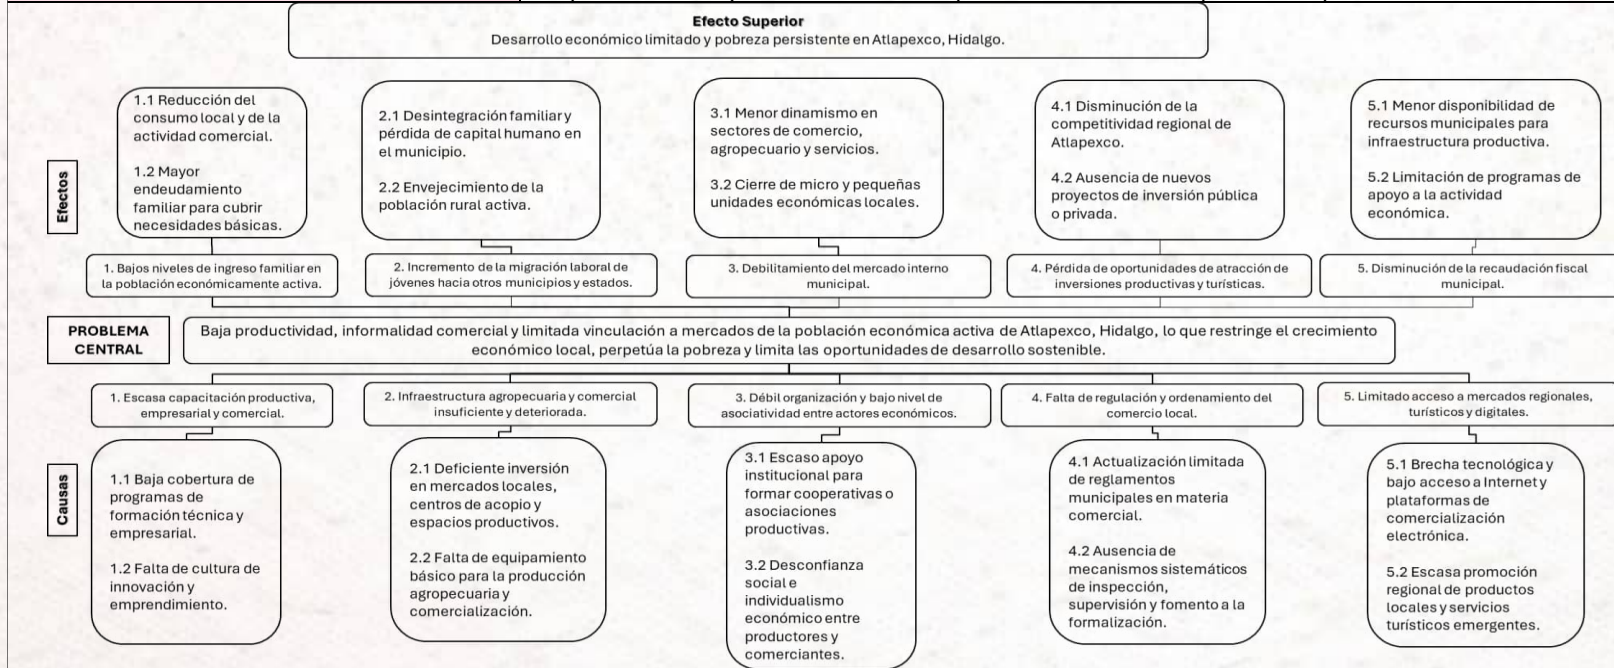 Efecto Superior
Desarrollo económico limitado y pobreza persistente en Atlapexco, Hidalgo.
Efectos
1.1 Reducción del
consumo local y de la
actividad comercial.
1.2 Mayor
endeudamiento
familiar para cubrir
necesidades básicas.
2.1 Desintegración familiar y
pérdida de capital humano en
el municipio.
2.2 Envejecimiento de la
población rural activa.
3.1 Menor dinamismo en
sectores de comercio,
agropecuario y servicios.
3.2 Cierre de micro y pequeñas
unidades económicas locales.
4.1 Disminución de la
competitividad regional de
Atlapexco.
4.2 Ausencia de nuevos
proyectos de inversión pública
o privada.
5.1 Menor disponibilidad de
recursos municipales para
infraestructura productiva.
5.2 Limitación de programas de
apoyo a la actividad
económica.
1. Bajos niveles de ingreso familiar en
la población económicamente activa.
2. Incremento de la migración laboral de
jóvenes hacia otros municipios y estados.
3. Debilitamiento del mercado interno
municipal.
4. Pérdida de oportunidades de atracción de
inversiones productivas y turísticas.
5. Disminución de la recaudación fiscal
municipal.
PROBLEMA
CENTRAL
Baja productividad, informalidad comercial y limitada vinculación a mercados de la población económica activa de Atlapexco, Hidalgo, lo que restringe el crecimiento
económico local, perpetúa la pobreza y limita las oportunidades de desarrollo sostenible.
1. Escasa capacitación productiva,
empresarial y comercial.
2. Infraestructura agropecuaria y comercial
insuficiente y deteriorada.
3. Débil organización y bajo nivel de
asociatividad entre actores económicos.
4. Falta de regulación y ordenamiento del
comercio local.
5. Limitado acceso a mercados regionales,
turísticos y digitales.
Causas
1.1 Baja cobertura de
programas de
formación técnica y
empresarial.
1.2 Falta de cultura de
innovación y
emprendimiento.
2.1 Deficiente inversión
en mercados locales,
centros de acopio y
espacios productivos.
2.2 Falta de equipamiento
básico para la producción
agropecuaria y
comercialización.
3.1 Escaso apoyo
institucional para
formar cooperativas o
asociaciones
productivas.
3.2 Desconfianza
social e
individualismo
económico entre
productores y
comerciantes.
4.1 Actualización limitada
de reglamentos
municipales en materia
comercial.
4.2 Ausencia de
mecanismos sistemáticos
de inspección,
supervisión y fomento a la
formalización.
5.1 Brecha tecnológica y
bajo acceso a Internet y
plataformas de
comercialización
electrónica.
5.2 Escasa promoción
regional de productos
locales y servicios
turísticos emergentes.